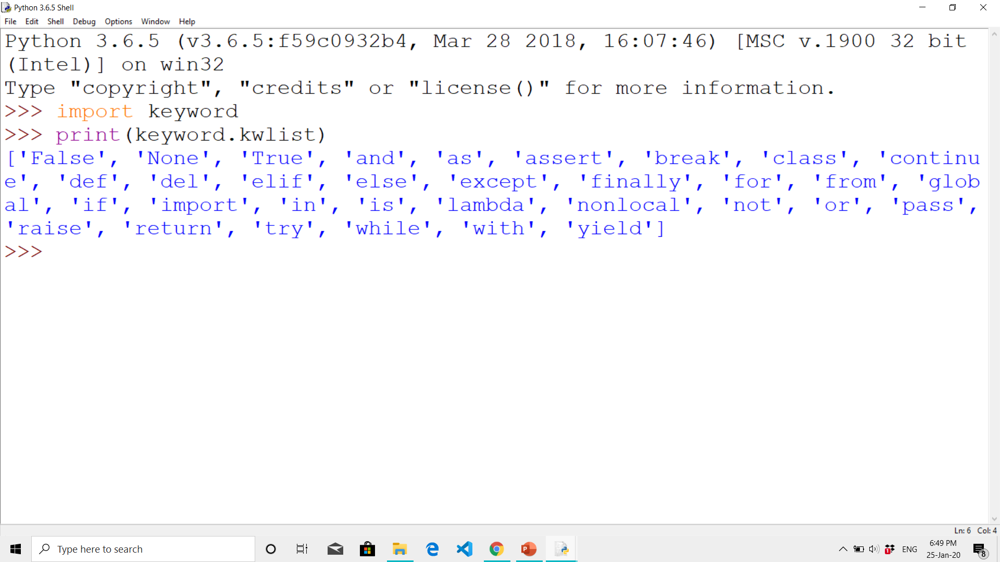 Python 3.6.5 Shell
File Edit Shell Debug Options Window Help
Python 3.6.5 (v3.6.5:f59c0932b4, Mar 28 2018, 16:07:46) [MSC v.1900 32 bit
(Intel)] on win32
Type "copyright", "credits" or "license()" for more information.
>>> import keyword
>>> print(keyword.kwlist)
['False', 'None', 'True', 'and', 'as', 'assert', 'break', 'class', 'continu
e', 'def', 'del', 'elif', 'else', 'except', 'finally', 'for', 'from', 'glob
al', 'if', 'import', 'in', 'is', 'lambda', 'nonlocal', 'not', 'or', 'pass',
'raise', 'return', 'try', 'while', 'with', 'yield']
>>>
Ln: 6 Col: 4
Type here to search
P
1
ENG
6:49 PM
25-Jan-20
8